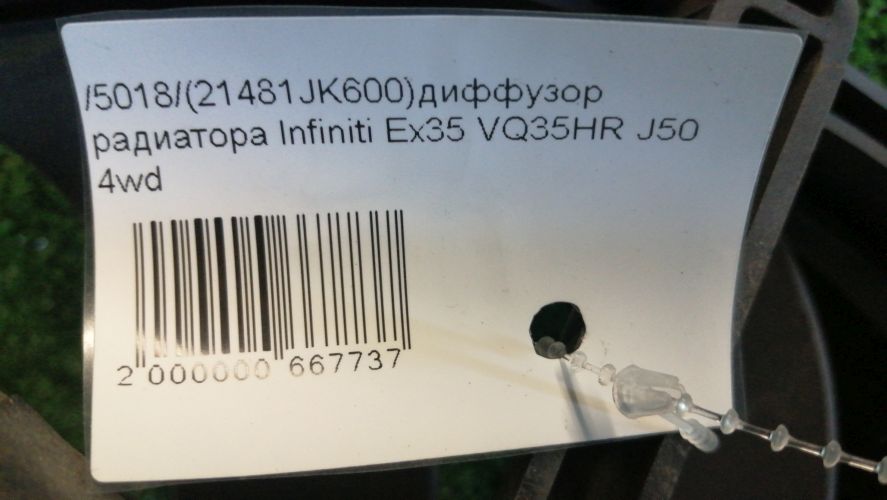 /5018/(21481JK600)диффузор
радиатора Infiniti Ex35 VQ35HR J50
4wd
2 000000 667737